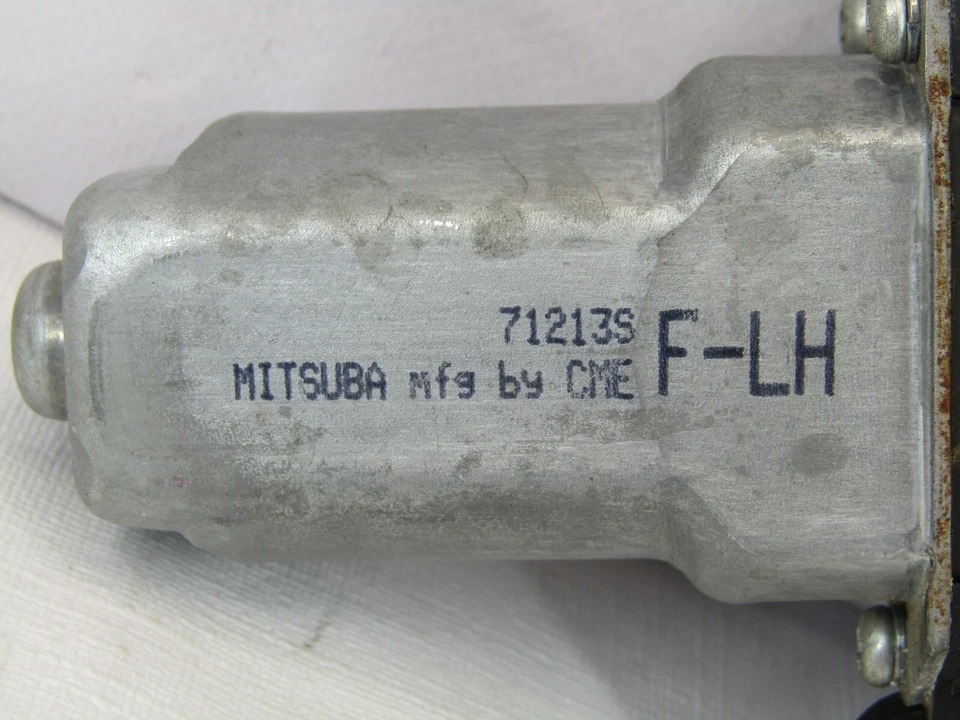 71213S
MITSUBA mfg by CME
F-LH